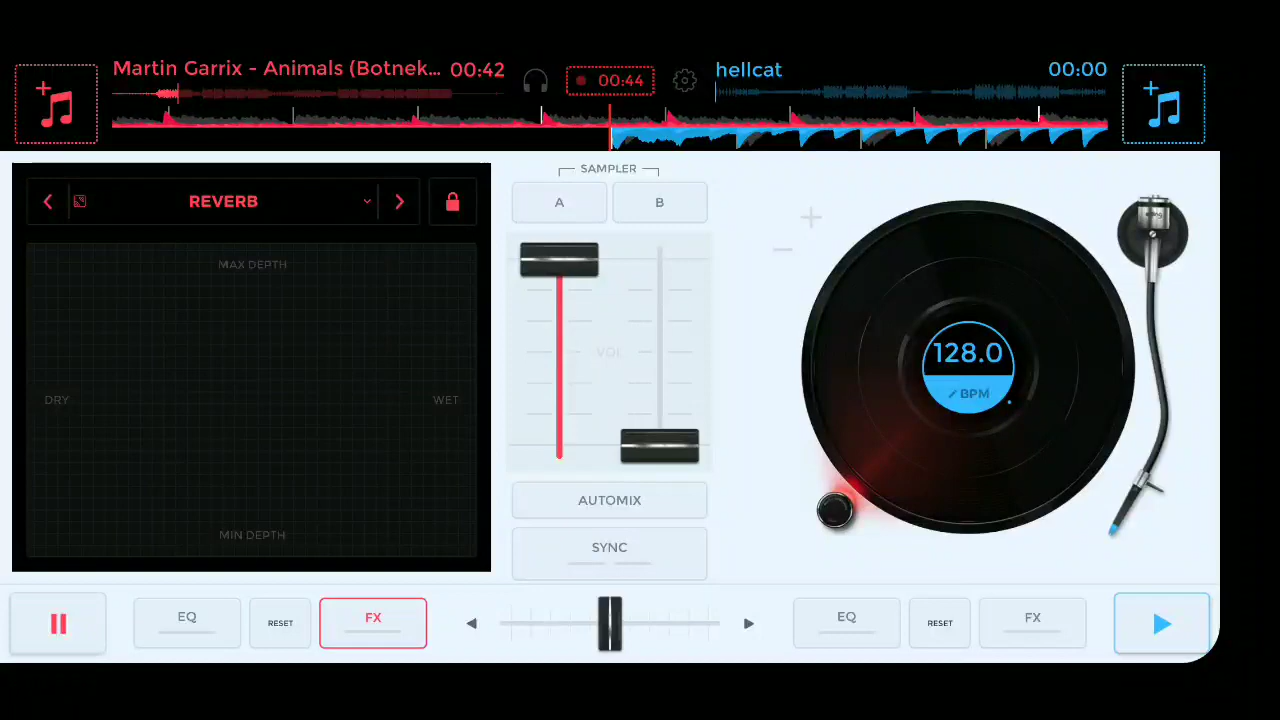 Martin Garrix - Animals (Botnek... 00:42
00:44
hellcat 00:00
REVERB
MAX DEPTH
DRY WET
MIN DEPTH
SAMPLER
A B
VOL
AUTOMIX
SYNC
128.0
BPM
EQ RESET FX
EQ RESET FX